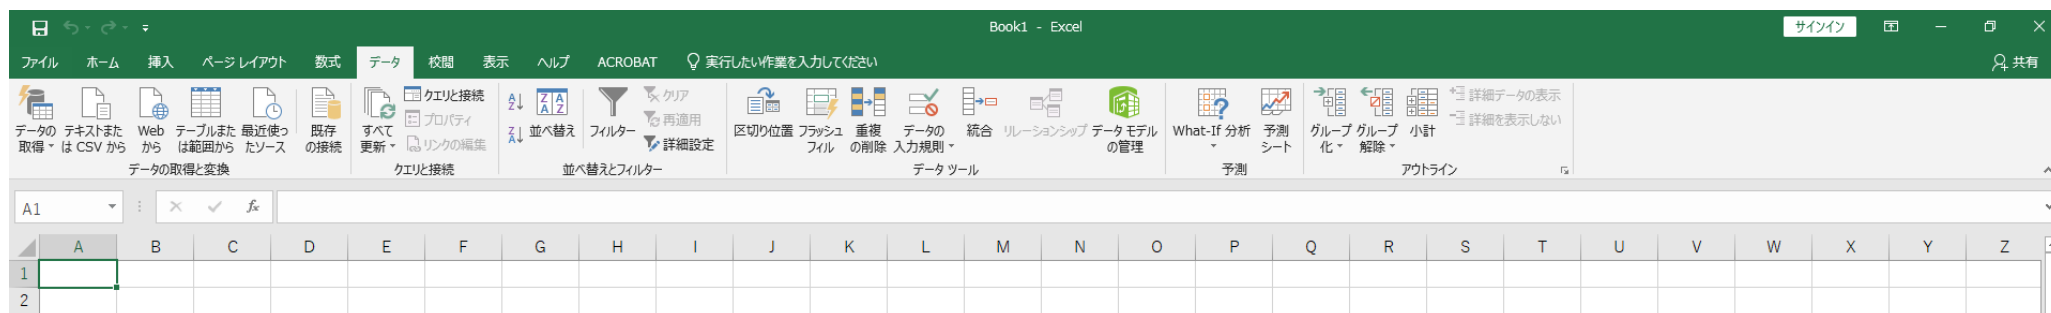 Book1 - Excel
サインイン
ファイル ホーム 挿入 ページ レイアウト 数式 データ 校閲 表示 ヘルプ ACROBAT 実行したい作業を入力してください 共有
データの取得
テキストまたは CSV から
Web から
テーブルまたは範囲から
最近使ったソース
既存の接続
データの取得と変換
すべて更新
クエリと接続
プロパティ
リンクの編集
クエリと接続
並べ替え
フィルター
クリア
再適用
詳細設定
並べ替えとフィルター
区切り位置
フラッシュ フィル
重複の削除
データの入力規則
統合
リレーションシップ
データ モデルの管理
データ ツール
What-If 分析
予測シート
予測
グループ化
グループ解除
小計
詳細データの表示
詳細を表示しない
アウトライン
A1 fx
A B C D E F G H I J K L M N O P Q R S T U V W X Y Z
1
2